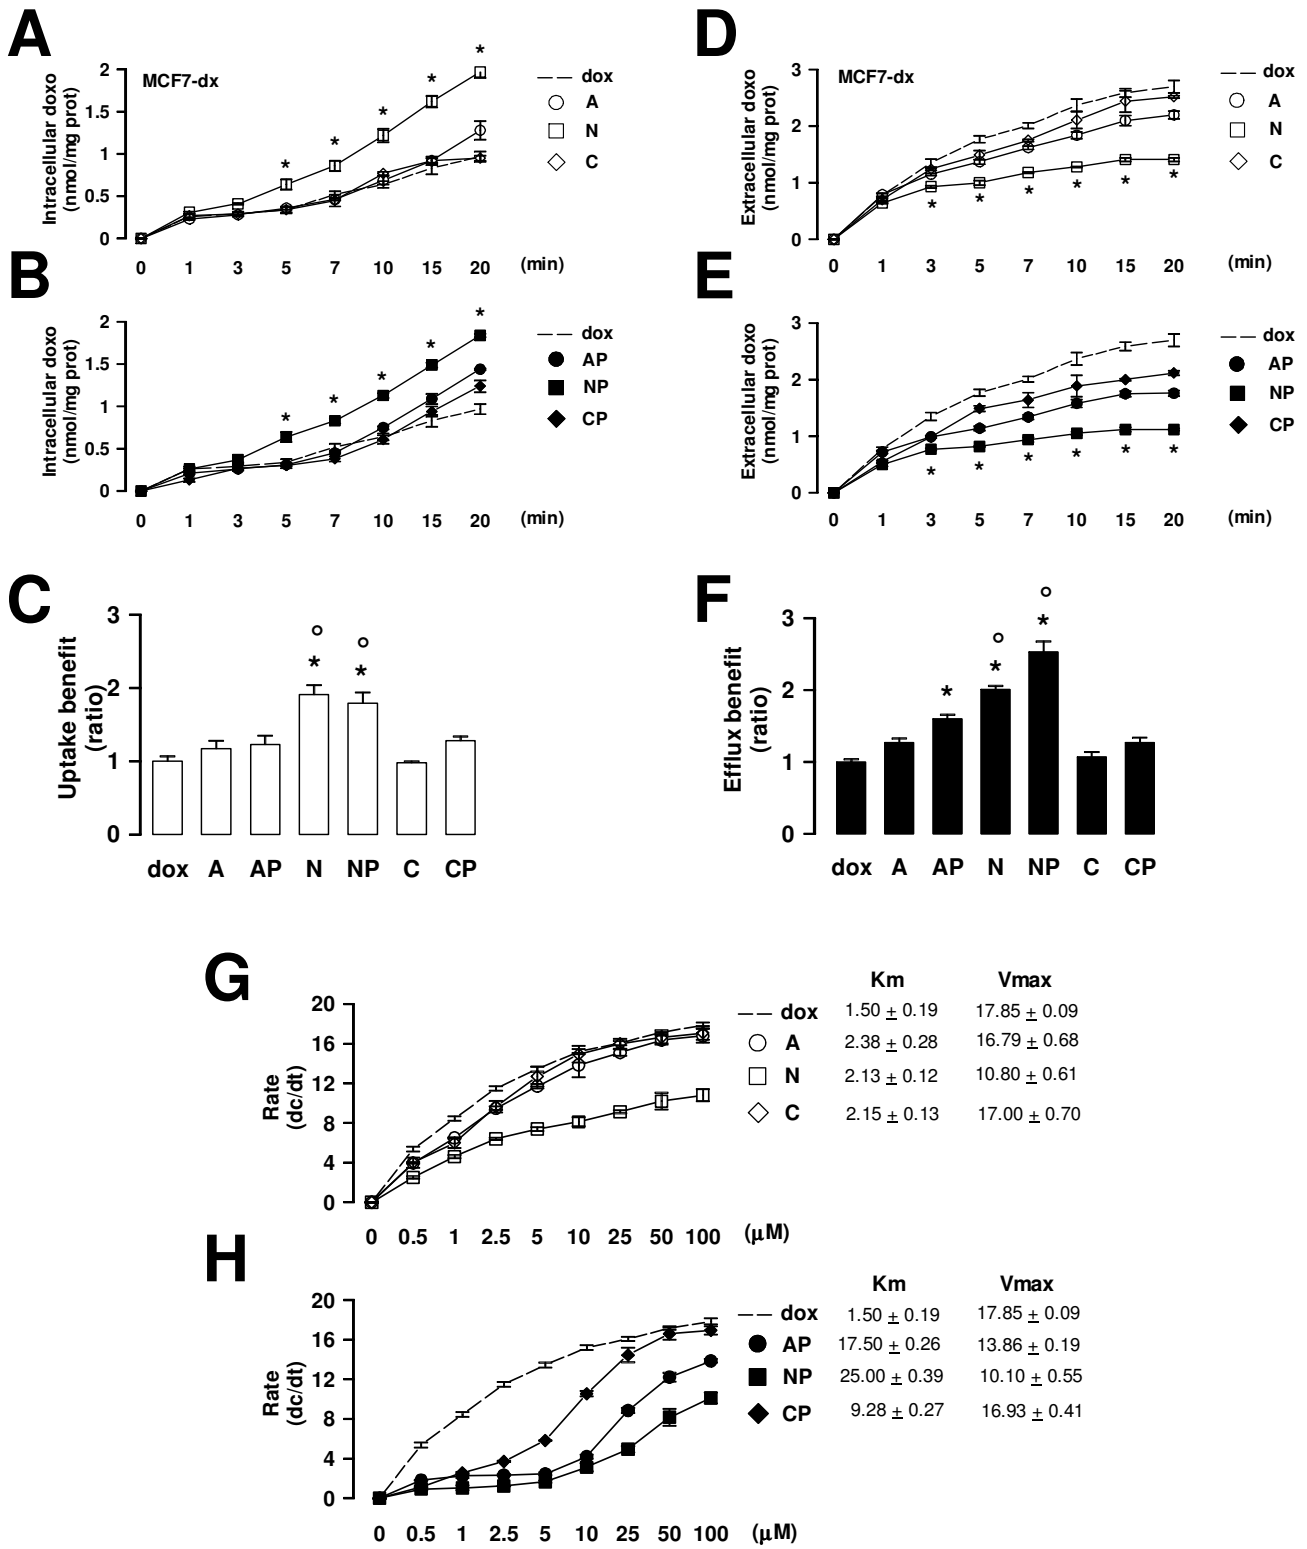 A
MCF7-dx
Intracellular doxo
(nmol/mg prot)
2
1.5
1
0.5
0
* * * * *
0 1 3 5 7 10 15 20 (min)
dox
A
N
C
B
Intracellular doxo
(nmol/mg prot)
2
1.5
1
0.5
0
* * * * *
0 1 3 5 7 10 15 20 (min)
dox
AP
NP
CP
C
Uptake benefit
(ratio)
3
2
1
0
* *
dox A AP N NP C CP
D
MCF7-dx
Extracellular doxo
(nmol/mg prot)
3
2
1
0
* * * * * *
0 1 3 5 7 10 15 20 (min)
dox
A
N
C
E
Extracellular doxo
(nmol/mg prot)
3
2
1
0
* * * * * *
0 1 3 5 7 10 15 20 (min)
dox
AP
NP
CP
F
Efflux benefit
(ratio)
3
2
1
0
* * *
dox A AP N NP C CP
G
Rate
(dc/dt)
20
16
12
8
4
0
0 0.5 1 2.5 5 10 25 50 100 (µM)
Km Vmax
dox 1.50 ± 0.19 17.85 ± 0.09
A 2.38 ± 0.28 16.79 ± 0.68
N 2.13 ± 0.12 10.80 ± 0.61
C 2.15 ± 0.13 17.00 ± 0.70
H
Rate
(dc/dt)
20
16
12
8
4
0
0 0.5 1 2.5 5 10 25 50 100 (µM)
Km Vmax
dox 1.50 ± 0.19 17.85 ± 0.09
AP 17.50 ± 0.26 13.86 ± 0.19
NP 25.00 ± 0.39 10.10 ± 0.55
CP 9.28 ± 0.27 16.93 ± 0.41